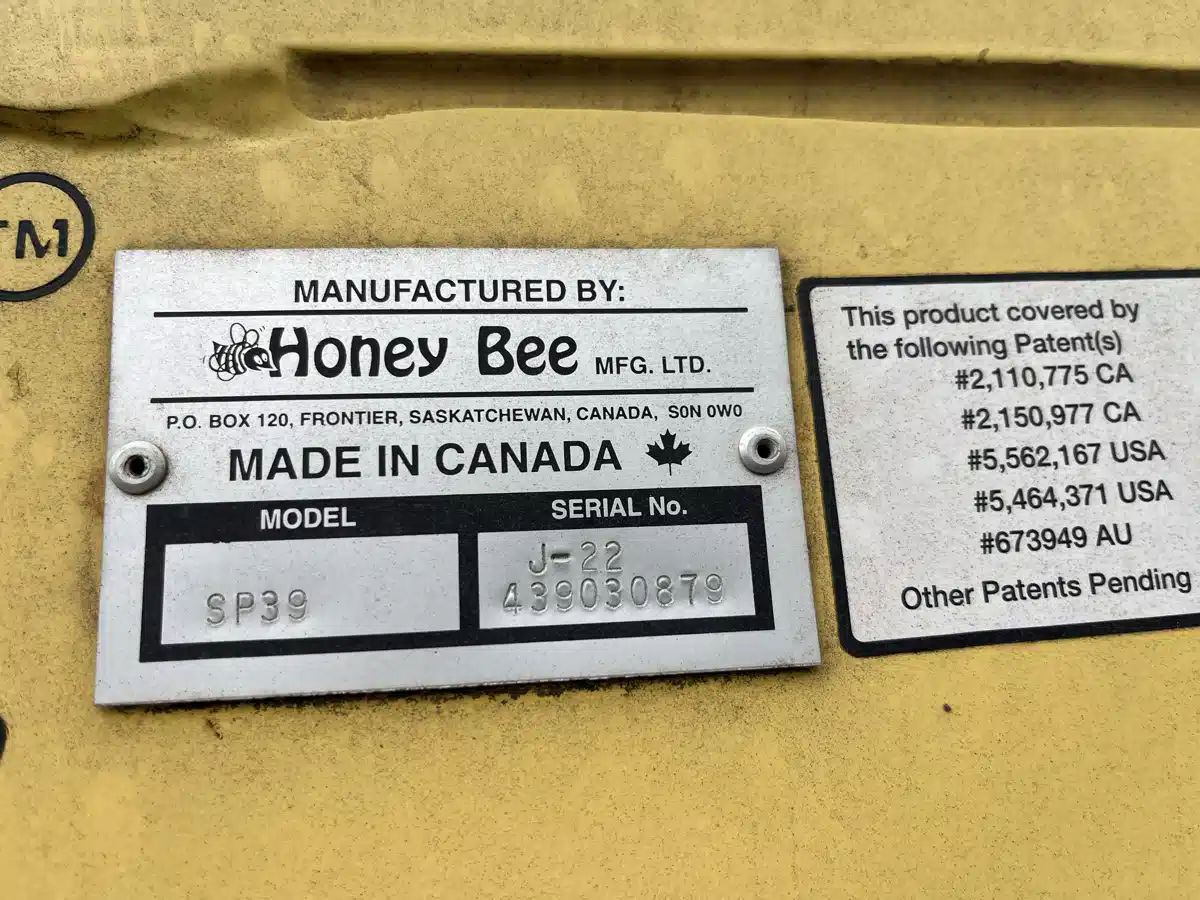 TM
MANUFACTURED BY:
Honey Bee MFG. LTD.
P.O. BOX 120, FRONTIER, SASKATCHEWAN, CANADA, S0N 0W0
MADE IN CANADA
MODEL
SERIAL No.
SP39
J-22
439030879
This product covered by
the following Patent(s)
#2,110,775 CA
#2,150,977 CA
#5,562,167 USA
#5,464,371 USA
#673949 AU
Other Patents Pending